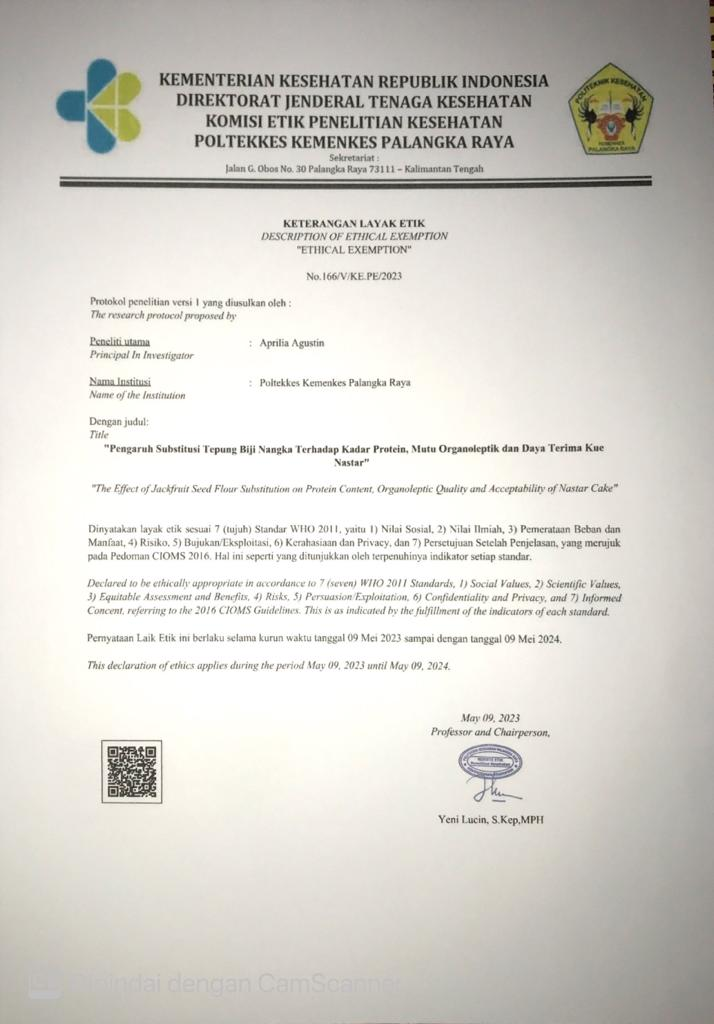 KEMENTERIAN KESEHATAN REPUBLIK INDONESIA
DIREKTORAT JENDERAL TENAGA KESEHATAN
KOMISI ETIK PENELITIAN KESEHATAN
POLTEKKES KEMENKES PALANGKA RAYA
Sekretariat :
Jalan G. Obos No. 30 Palangka Raya 73111 – Kalimantan Tengah
POLITEKNIK KESEHATAN
KEMENKES
PALANGKA RAYA
KETERANGAN LAYAK ETIK
DESCRIPTION OF ETHICAL EXEMPTION
"ETHICAL EXEMPTION"
No.166/V/KE.PE/2023
Protokol penelitian versi 1 yang diusulkan oleh :
The research protocol proposed by
Peneliti utama : Aprilia Agustin
Principal In Investigator
Nama Institusi : Poltekkes Kemenkes Palangka Raya
Name of the Institution
Dengan judul:
Title
"Pengaruh Substitusi Tepung Biji Nangka Terhadap Kadar Protein, Mutu Organoleptik dan Daya Terima Kue
Nastar"
"The Effect of Jackfruit Seed Flour Substitution on Protein Content, Organoleptic Quality and Acceptability of Nastar Cake"
Dinyatakan layak etik sesuai 7 (tujuh) Standar WHO 2011, yaitu 1) Nilai Sosial, 2) Nilai Ilmiah, 3) Pemerataan Beban dan
Manfaat, 4) Risiko, 5) Bujukan/Eksploitasi, 6) Kerahasiaan dan Privacy, dan 7) Persetujuan Setelah Penjelasan, yang merujuk
pada Pedoman CIOMS 2016. Hal ini seperti yang ditunjukkan oleh terpenuhinya indikator setiap standar.
Declared to be ethically appropriate in accordance to 7 (seven) WHO 2011 Standards, 1) Social Values, 2) Scientific Values,
3) Equitable Assessment and Benefits, 4) Risks, 5) Persuasion/Exploitation, 6) Confidentiality and Privacy, and 7) Informed
Concent, referring to the 2016 CIOMS Guidelines. This is as indicated by the fulfillment of the indicators of each standard.
Pernyataan Laik Etik ini berlaku selama kurun waktu tanggal 09 Mei 2023 sampai dengan tanggal 09 Mei 2024.
This declaration of ethics applies during the period May 09, 2023 until May 09, 2024.
May 09, 2023
Professor and Chairperson,
Yeni Lucin, S.Kep,MPH
Dipindai dengan CamScanner